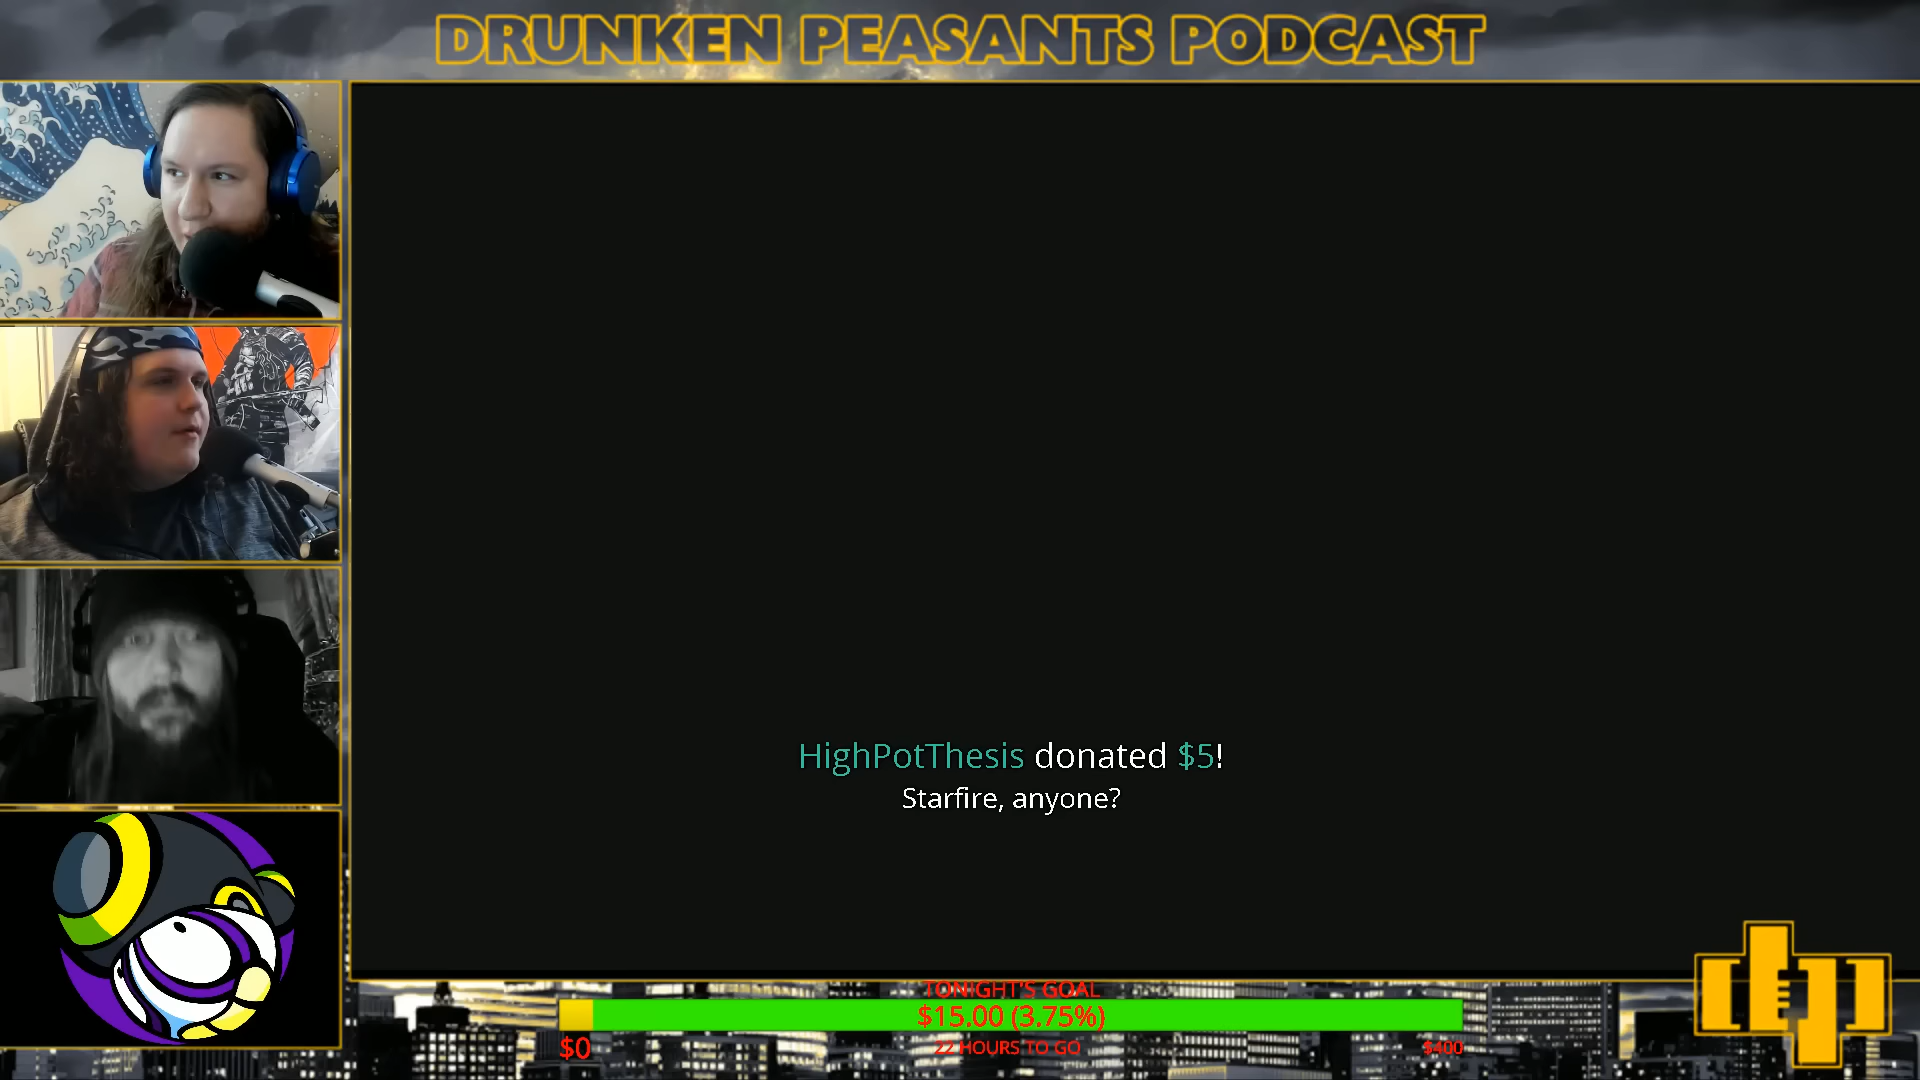 DRUNKEN PEASANTS PODCAST
HighPotThesis donated $5!
Starfire, anyone?
TONIGHT'S GOAL
$15.00 (3.75%)
$0
22 HOURS TO GO
$400
dp